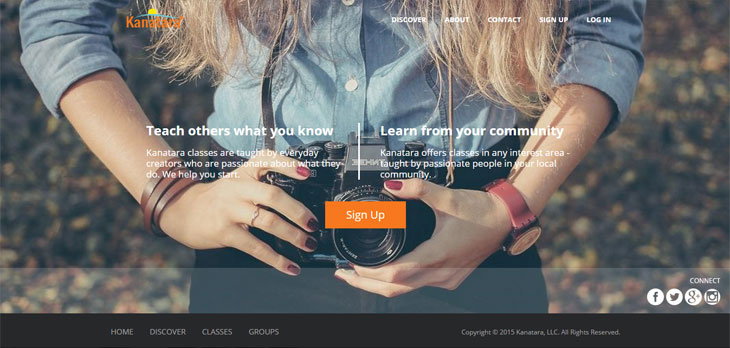 Kanatara
DISCOVER ABOUT CONTACT SIGN UP LOG IN
Teach others what you know
Kanatara classes are taught by everyday
creators who are passionate about what they
do. We help you start.
Learn from your community
Kanatara offers classes in any interest area -
taught by passionate people in your local
community.
Sign Up
CONNECT
HOME DISCOVER CLASSES GROUPS
Copyright © 2015 Kanatara, LLC. All Rights Reserved.